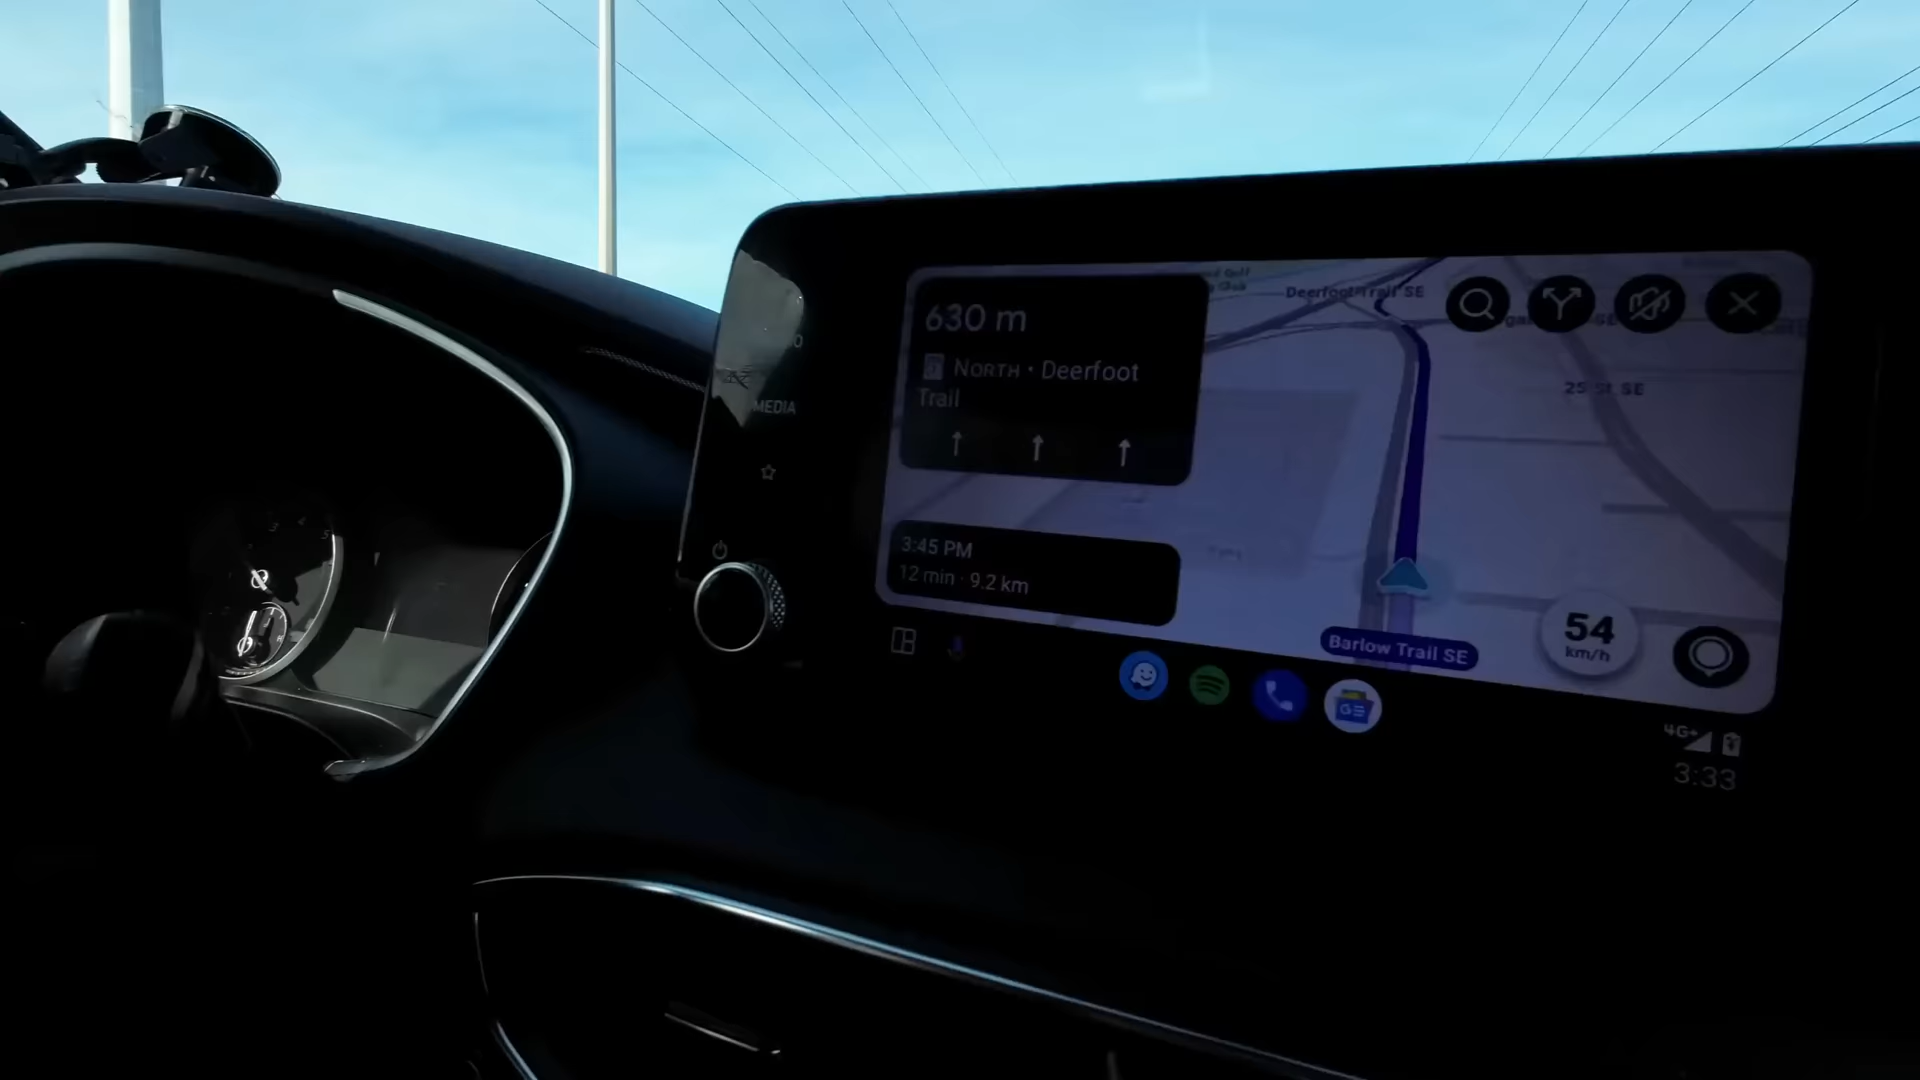 630 m
NORTH • Deerfoot
Trail
3:45 PM
12 min · 9.2 km
Deerfoot Trail SE
25 St SE
Barlow Trail SE
54
km/h
MEDIA
4G+
3:33